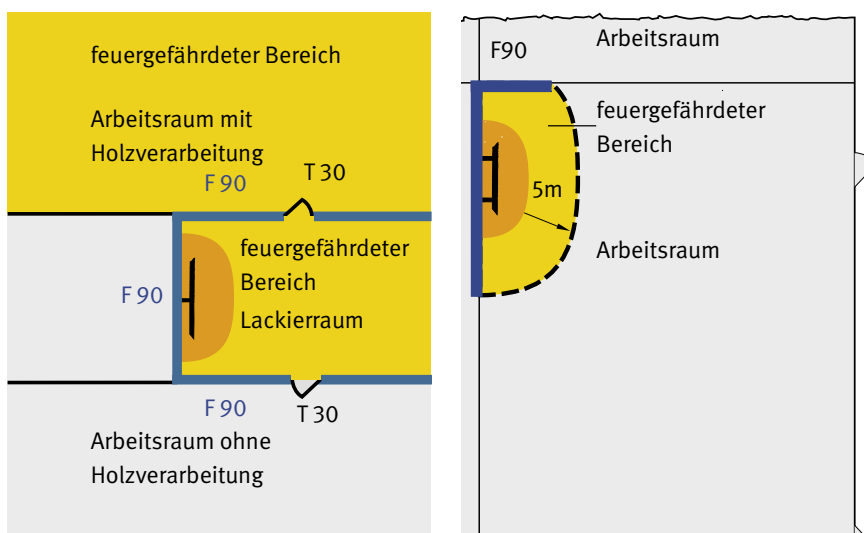 feuergefährdeter Bereich
Arbeitsraum mit
Holzverarbeitung
F 90
T 30
feuergefährdeter
Bereich
Lackierraum
F 90
F 90
T 30
Arbeitsraum ohne
Holzverarbeitung
F90
Arbeitsraum
feuergefährdeter
Bereich
5m
Arbeitsraum